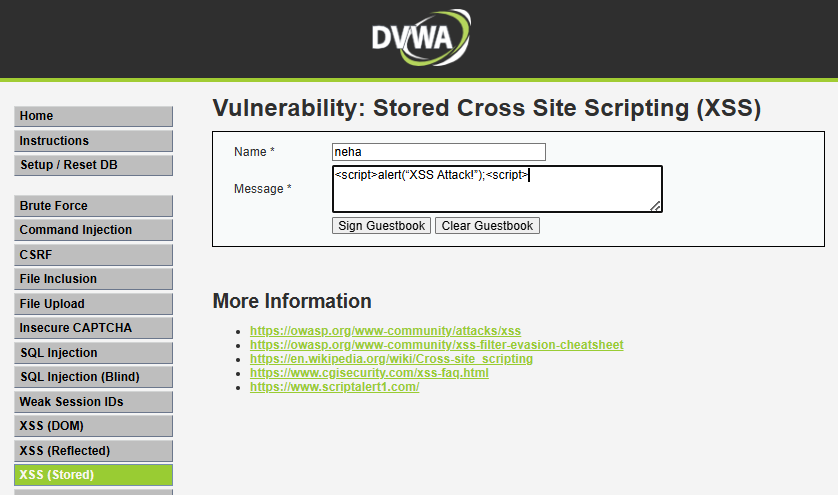 DVWA
Home
Instructions
Setup / Reset DB
Brute Force
Command Injection
CSRF
File Inclusion
File Upload
Insecure CAPTCHA
SQL Injection
SQL Injection (Blind)
Weak Session IDs
XSS (DOM)
XSS (Reflected)
XSS (Stored)
Vulnerability: Stored Cross Site Scripting (XSS)
Name * neha
Message * <script>alert(“XSS Attack!”);<script>
Sign Guestbook Clear Guestbook
More Information
https://owasp.org/www-community/attacks/xss
https://owasp.org/www-community/xss-filter-evasion-cheatsheet
https://en.wikipedia.org/wiki/Cross-site_scripting
https://www.cgisecurity.com/xss-faq.html
https://www.scriptalert1.com/